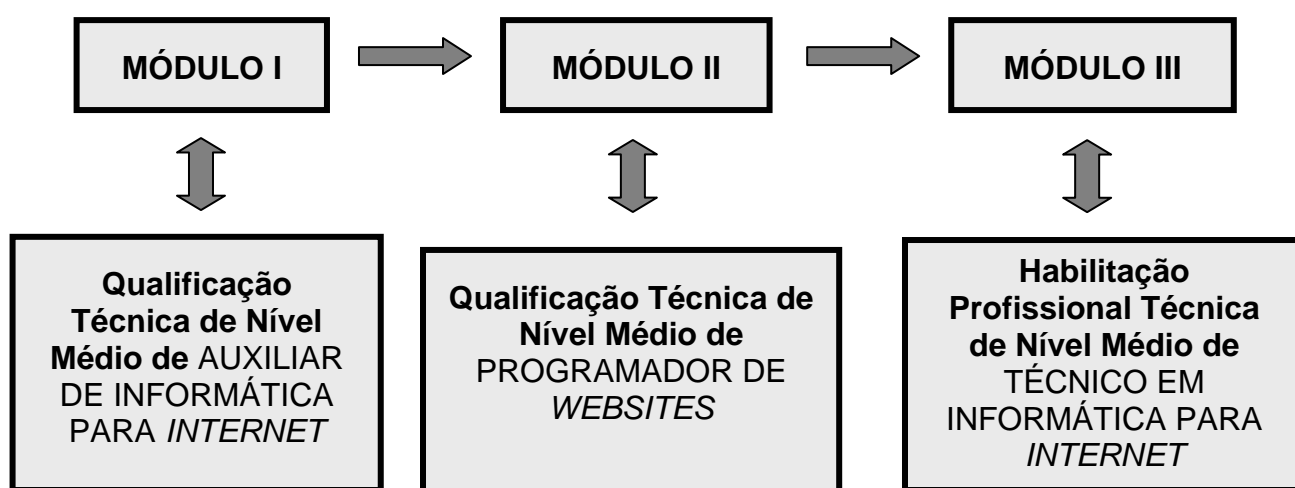 MÓDULO I
MÓDULO II
MÓDULO III
Qualificação
Técnica de Nível
Médio de AUXILIAR
DE INFORMÁTICA
PARA INTERNET
Qualificação Técnica de
Nível Médio de
PROGRAMADOR DE
WEBSITES
Habilitação
Profissional Técnica
de Nível Médio de
TÉCNICO EM
INFORMÁTICA PARA
INTERNET